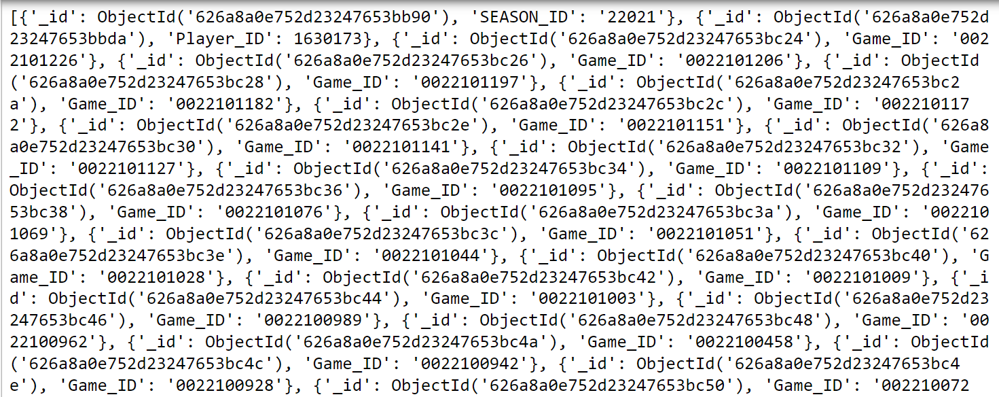 [{'_id': ObjectId('626a8a0e752d23247653bb90'), 'SEASON_ID': '22021'}, {'_id': ObjectId('626a8a0e752d
23247653bbda'), 'Player_ID': 1630173}, {'_id': ObjectId('626a8a0e752d23247653bc24'), 'Game_ID': '002
2101226'}, {'_id': ObjectId('626a8a0e752d23247653bc26'), 'Game_ID': '0022101206'}, {'_id': ObjectId
('626a8a0e752d23247653bc28'), 'Game_ID': '0022101197'}, {'_id': ObjectId('626a8a0e752d23247653bc2
a'), 'Game_ID': '0022101182'}, {'_id': ObjectId('626a8a0e752d23247653bc2c'), 'Game_ID': '002210117
2'}, {'_id': ObjectId('626a8a0e752d23247653bc2e'), 'Game_ID': '0022101151'}, {'_id': ObjectId('626a8
a0e752d23247653bc30'), 'Game_ID': '0022101141'}, {'_id': ObjectId('626a8a0e752d23247653bc32'), 'Game
_ID': '0022101127'}, {'_id': ObjectId('626a8a0e752d23247653bc34'), 'Game_ID': '0022101109'}, {'_id':
ObjectId('626a8a0e752d23247653bc36'), 'Game_ID': '0022101095'}, {'_id': ObjectId('626a8a0e752d232476
53bc38'), 'Game_ID': '0022101076'}, {'_id': ObjectId('626a8a0e752d23247653bc3a'), 'Game_ID': '002210
1069'}, {'_id': ObjectId('626a8a0e752d23247653bc3c'), 'Game_ID': '0022101051'}, {'_id': ObjectId('62
6a8a0e752d23247653bc3e'), 'Game_ID': '0022101044'}, {'_id': ObjectId('626a8a0e752d23247653bc40'), 'G
ame_ID': '0022101028'}, {'_id': ObjectId('626a8a0e752d23247653bc42'), 'Game_ID': '0022101009'}, {'_i
d': ObjectId('626a8a0e752d23247653bc44'), 'Game_ID': '0022101003'}, {'_id': ObjectId('626a8a0e752d23
247653bc46'), 'Game_ID': '0022100989'}, {'_id': ObjectId('626a8a0e752d23247653bc48'), 'Game_ID': '00
22100962'}, {'_id': ObjectId('626a8a0e752d23247653bc4a'), 'Game_ID': '0022100458'}, {'_id': ObjectId
('626a8a0e752d23247653bc4c'), 'Game_ID': '0022100942'}, {'_id': ObjectId('626a8a0e752d23247653bc4
e'), 'Game_ID': '0022100928'}, {'_id': ObjectId('626a8a0e752d23247653bc50'), 'Game_ID': '002210072